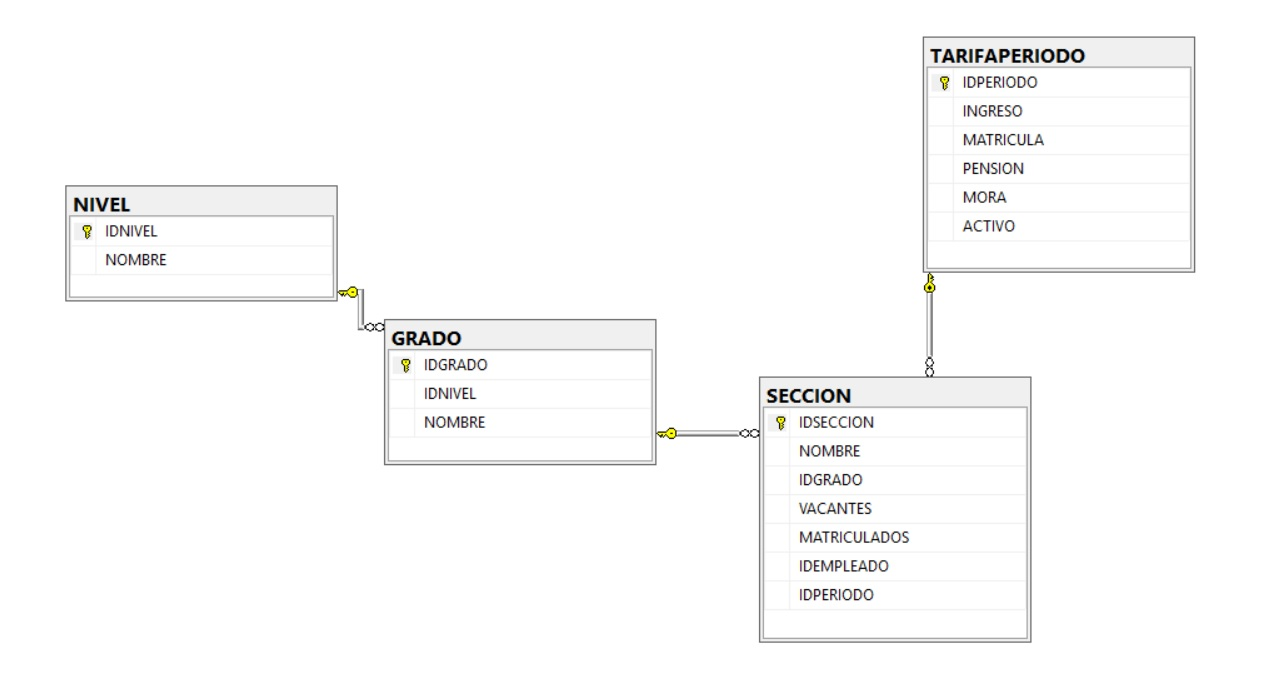 NIVEL
IDNIVEL
NOMBRE
GRADO
IDGRADO
IDNIVEL
NOMBRE
TARIFAPERIODO
IDPERIODO
INGRESO
MATRICULA
PENSION
MORA
ACTIVO
SECCION
IDSECCION
NOMBRE
IDGRADO
VACANTES
MATRICULADOS
IDEMPLEADO
IDPERIODO